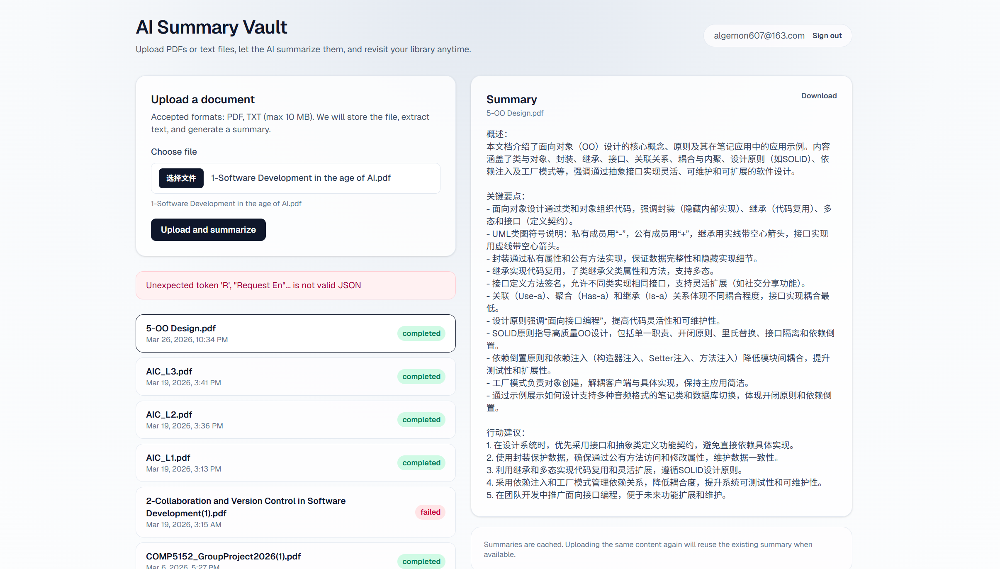 AI Summary Vault
Upload PDFs or text files, let the AI summarize them, and revisit your library anytime.
algernon607@163.com Sign out
Upload a document
Accepted formats: PDF, TXT (max 10 MB). We will store the file, extract
text, and generate a summary.
Choose file
选择文件 1-Software Development in the age of AI.pdf
1-Software Development in the age of AI.pdf
Upload and summarize
Unexpected token 'R', "Request En"... is not valid JSON
5-OO Design.pdf
Mar 26, 2026, 10:34 PM
completed
AIC_L3.pdf
Mar 19, 2026, 3:41 PM
completed
AIC_L2.pdf
Mar 19, 2026, 3:36 PM
completed
AIC_L1.pdf
Mar 19, 2026, 3:13 PM
completed
2-Collaboration and Version Control in Software
Development(1).pdf
Mar 19, 2026, 3:15 AM
failed
COMP5152_GroupProject2026(1).pdf
Mar 6, 2026, 5:27 PM
completed
Summary
Download
5-OO Design.pdf
概述：
本文档介绍了面向对象（OO）设计的核心概念、原则及其在笔记应用中的应用示例。内容
涵盖了类与对象、封装、继承、接口、关联关系、耦合与内聚、设计原则（如SOLID）、依
赖注入及工厂模式等，强调通过抽象接口实现灵活、可维护和可扩展的软件设计。
关键要点：
- 面向对象设计通过类和对象组织代码，强调封装（隐藏内部实现）、继承（代码复用）、多
态和接口（定义契约）。
- UML类图符号说明：私有成员用“-”，公有成员用“+”，继承用实线带空心箭头，接口实现
用虚线带空心箭头。
- 封装通过私有属性和公有方法实现，保证数据完整性和隐藏实现细节。
- 继承实现代码复用，子类继承父类属性和方法，支持多态。
- 接口定义方法签名，允许不同类实现相同接口，支持灵活扩展（如社交分享功能）。
- 关联（Use-a）、聚合（Has-a）和继承（Is-a）关系体现不同耦合程度，接口实现耦合最
低。
- 设计原则强调“面向接口编程”，提高代码灵活性和可维护性。
- SOLID原则指导高质量OO设计，包括单一职责、开闭原则、里氏替换、接口隔离和依赖倒
置。
- 依赖倒置原则和依赖注入（构造器注入、Setter注入、方法注入）降低模块间耦合，提升
测试性和扩展性。
- 工厂模式负责对象创建，解耦客户端与具体实现，保持主应用简洁。
- 通过示例展示如何设计支持多种音频格式的笔记类和数据库切换，体现开闭原则和依赖倒
置。
行动建议：
1. 在设计系统时，优先采用接口和抽象类定义功能契约，避免直接依赖具体实现。
2. 使用封装保护数据，确保通过公有方法访问和修改属性，维护数据一致性。
3. 利用继承和多态实现代码复用和灵活扩展，遵循SOLID设计原则。
4. 采用依赖注入和工厂模式管理依赖关系，降低耦合度，提升系统可测试性和可维护性。
5. 在团队开发中推广面向接口编程，便于未来功能扩展和维护。
Summaries are cached. Uploading the same content again will reuse the existing summary when
available.